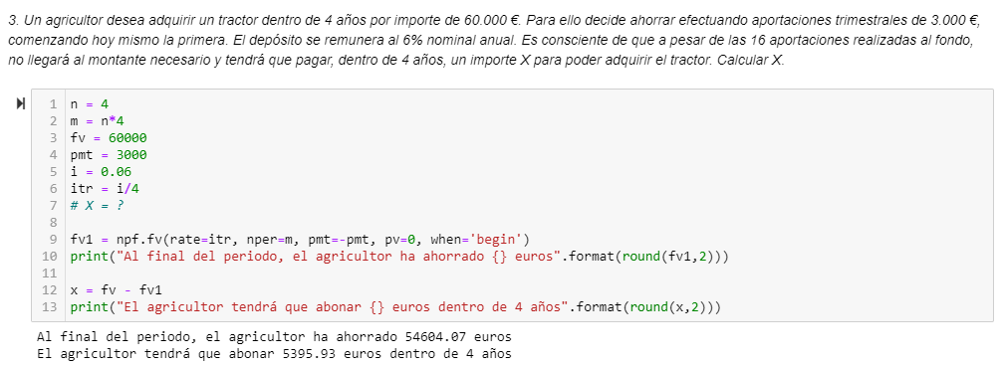 3. Un agricultor desea adquirir un tractor dentro de 4 años por importe de 60.000 €. Para ello decide ahorrar efectuando aportaciones trimestrales de 3.000 €,
comenzando hoy mismo la primera. El depósito se remunera al 6% nominal anual. Es consciente de que a pesar de las 16 aportaciones realizadas al fondo,
no llegará al montante necesario y tendrá que pagar, dentro de 4 años, un importe X para poder adquirir el tractor. Calcular X.
1 n = 4
2 m = n*4
3 fv = 60000
4 pmt = 3000
5 i = 0.06
6 itr = i/4
7 # X = ?
8
9 fv1 = npf.fv(rate=itr, nper=m, pmt=-pmt, pv=0, when='begin')
10 print("Al final del periodo, el agricultor ha ahorrado {} euros".format(round(fv1,2)))
11
12 x = fv - fv1
13 print("El agricultor tendrá que abonar {} euros dentro de 4 años".format(round(x,2)))
Al final del periodo, el agricultor ha ahorrado 54604.07 euros
El agricultor tendrá que abonar 5395.93 euros dentro de 4 años